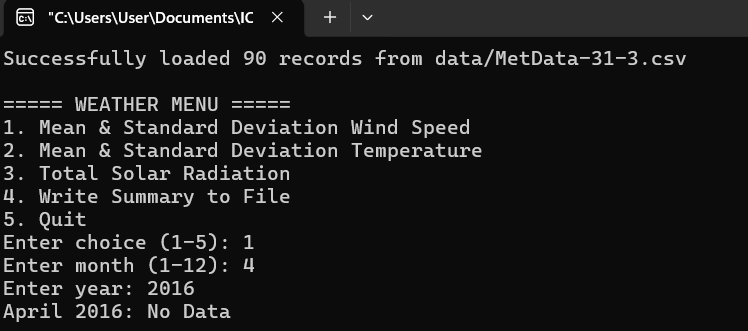 "C:\Users\User\Documents\IC
Successfully loaded 90 records from data/MetData-31-3.csv
===== WEATHER MENU =====
1. Mean & Standard Deviation Wind Speed
2. Mean & Standard Deviation Temperature
3. Total Solar Radiation
4. Write Summary to File
5. Quit
Enter choice (1-5): 1
Enter month (1-12): 4
Enter year: 2016
April 2016: No Data